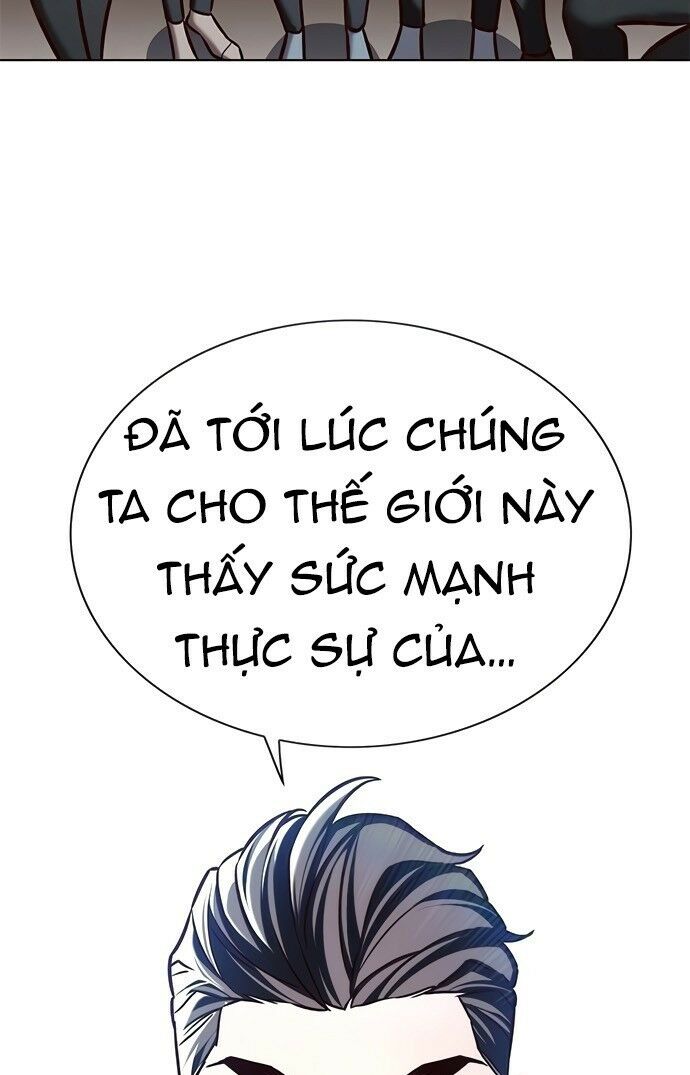 ĐÃ TỚI LÚC CHÚNG
TA CHO THẾ GIỚI NÀY
THẤY SỨC MẠNH
THỰC SỰ CỦA...